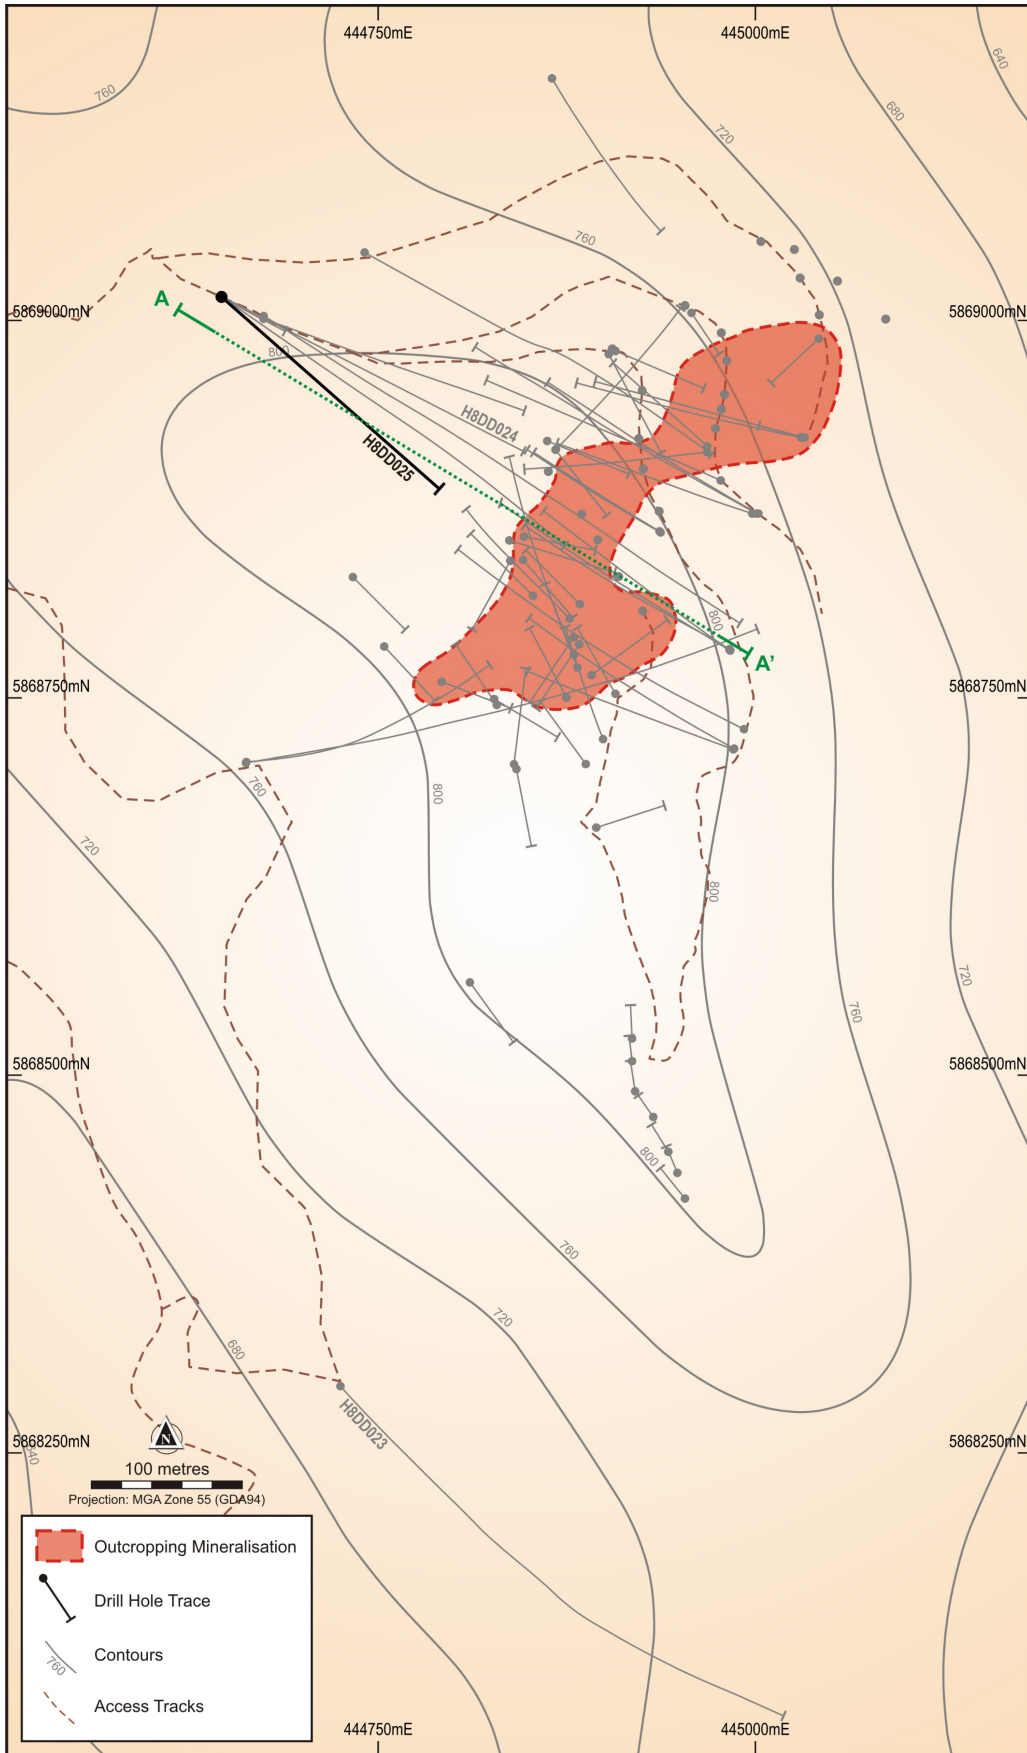 444750mE
445000mE
640
760
680
720
760
A
5869000mN
5869000mN
800
H8DD024
H8DD025
800
A'
5868750mN
5868750mN
760
800
720
800
720
760
5868500mN
5868500mN
800
760
720
680
H8DD023
5868250mN
5868250mN
640
N
100 metres
Projection: MGA Zone 55 (GDA94)
Outcropping Mineralisation
Drill Hole Trace
Contours
760
Access Tracks
444750mE
445000mE